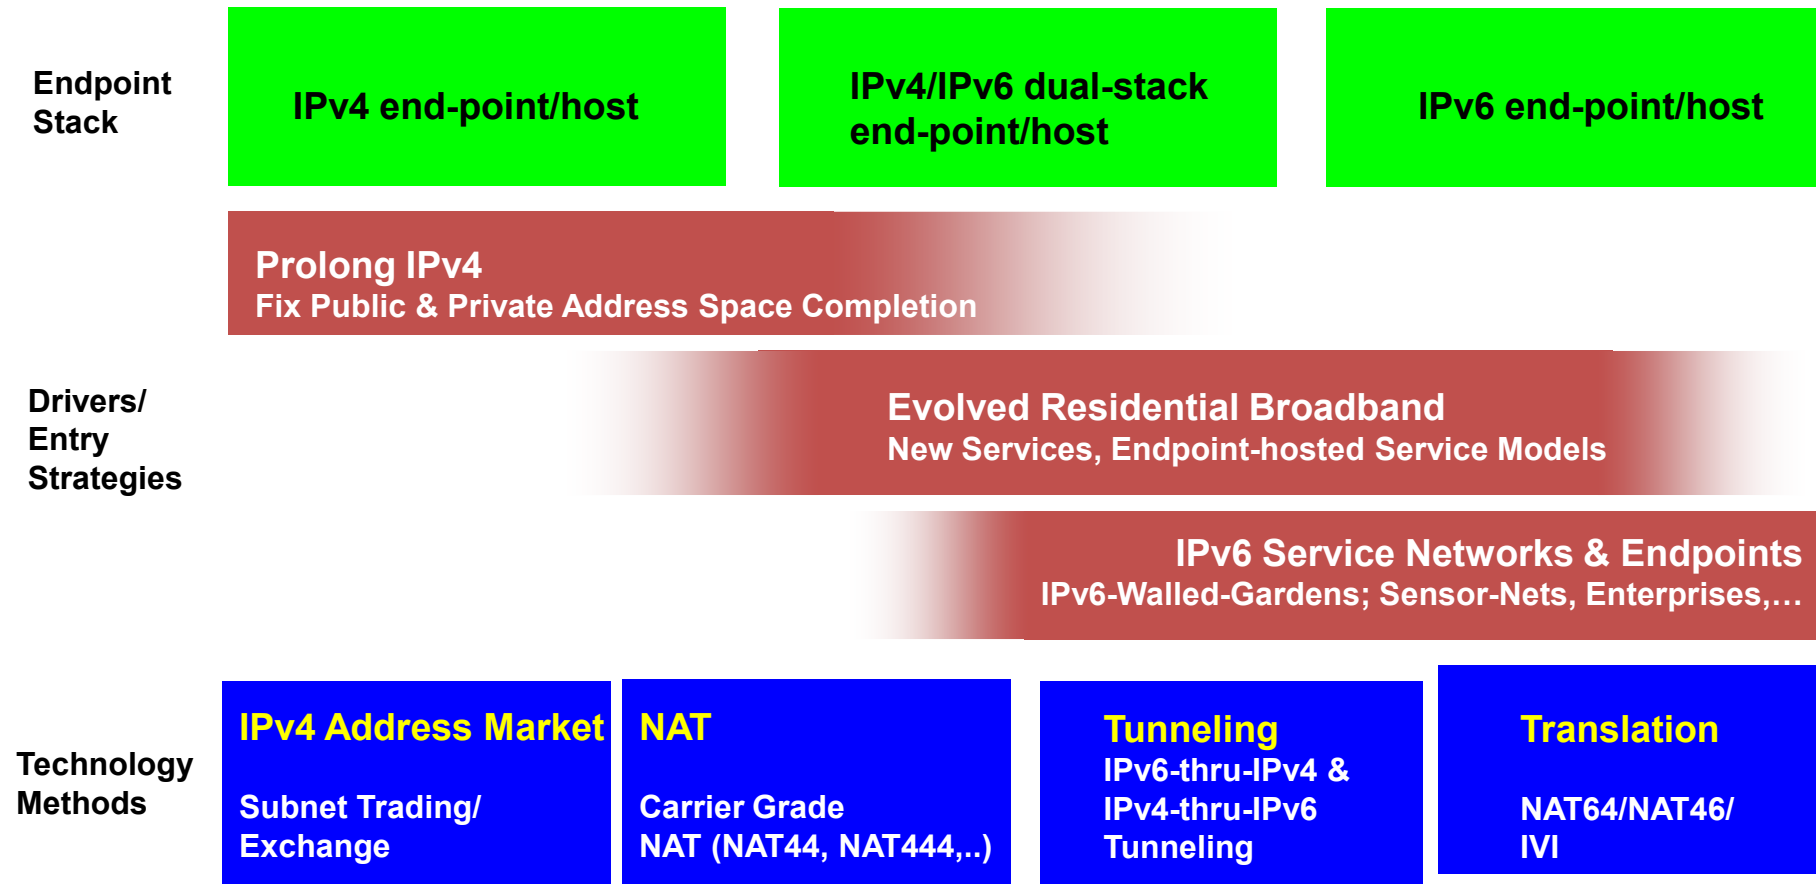 Endpoint
Stack
IPv4 end-point/host
IPv4/IPv6 dual-stack
end-point/host
IPv6 end-point/host
Prolong IPv4
Fix Public & Private Address Space Completion
Drivers/
Entry
Strategies
Evolved Residential Broadband
New Services, Endpoint-hosted Service Models
IPv6 Service Networks & Endpoints
IPv6-Walled-Gardens; Sensor-Nets, Enterprises,…
Technology
Methods
IPv4 Address Market
Subnet Trading/
Exchange
NAT
Carrier Grade
NAT (NAT44, NAT444,..)
Tunneling
IPv6-thru-IPv4 &
IPv4-thru-IPv6
Tunneling
Translation
NAT64/NAT46/
IVI